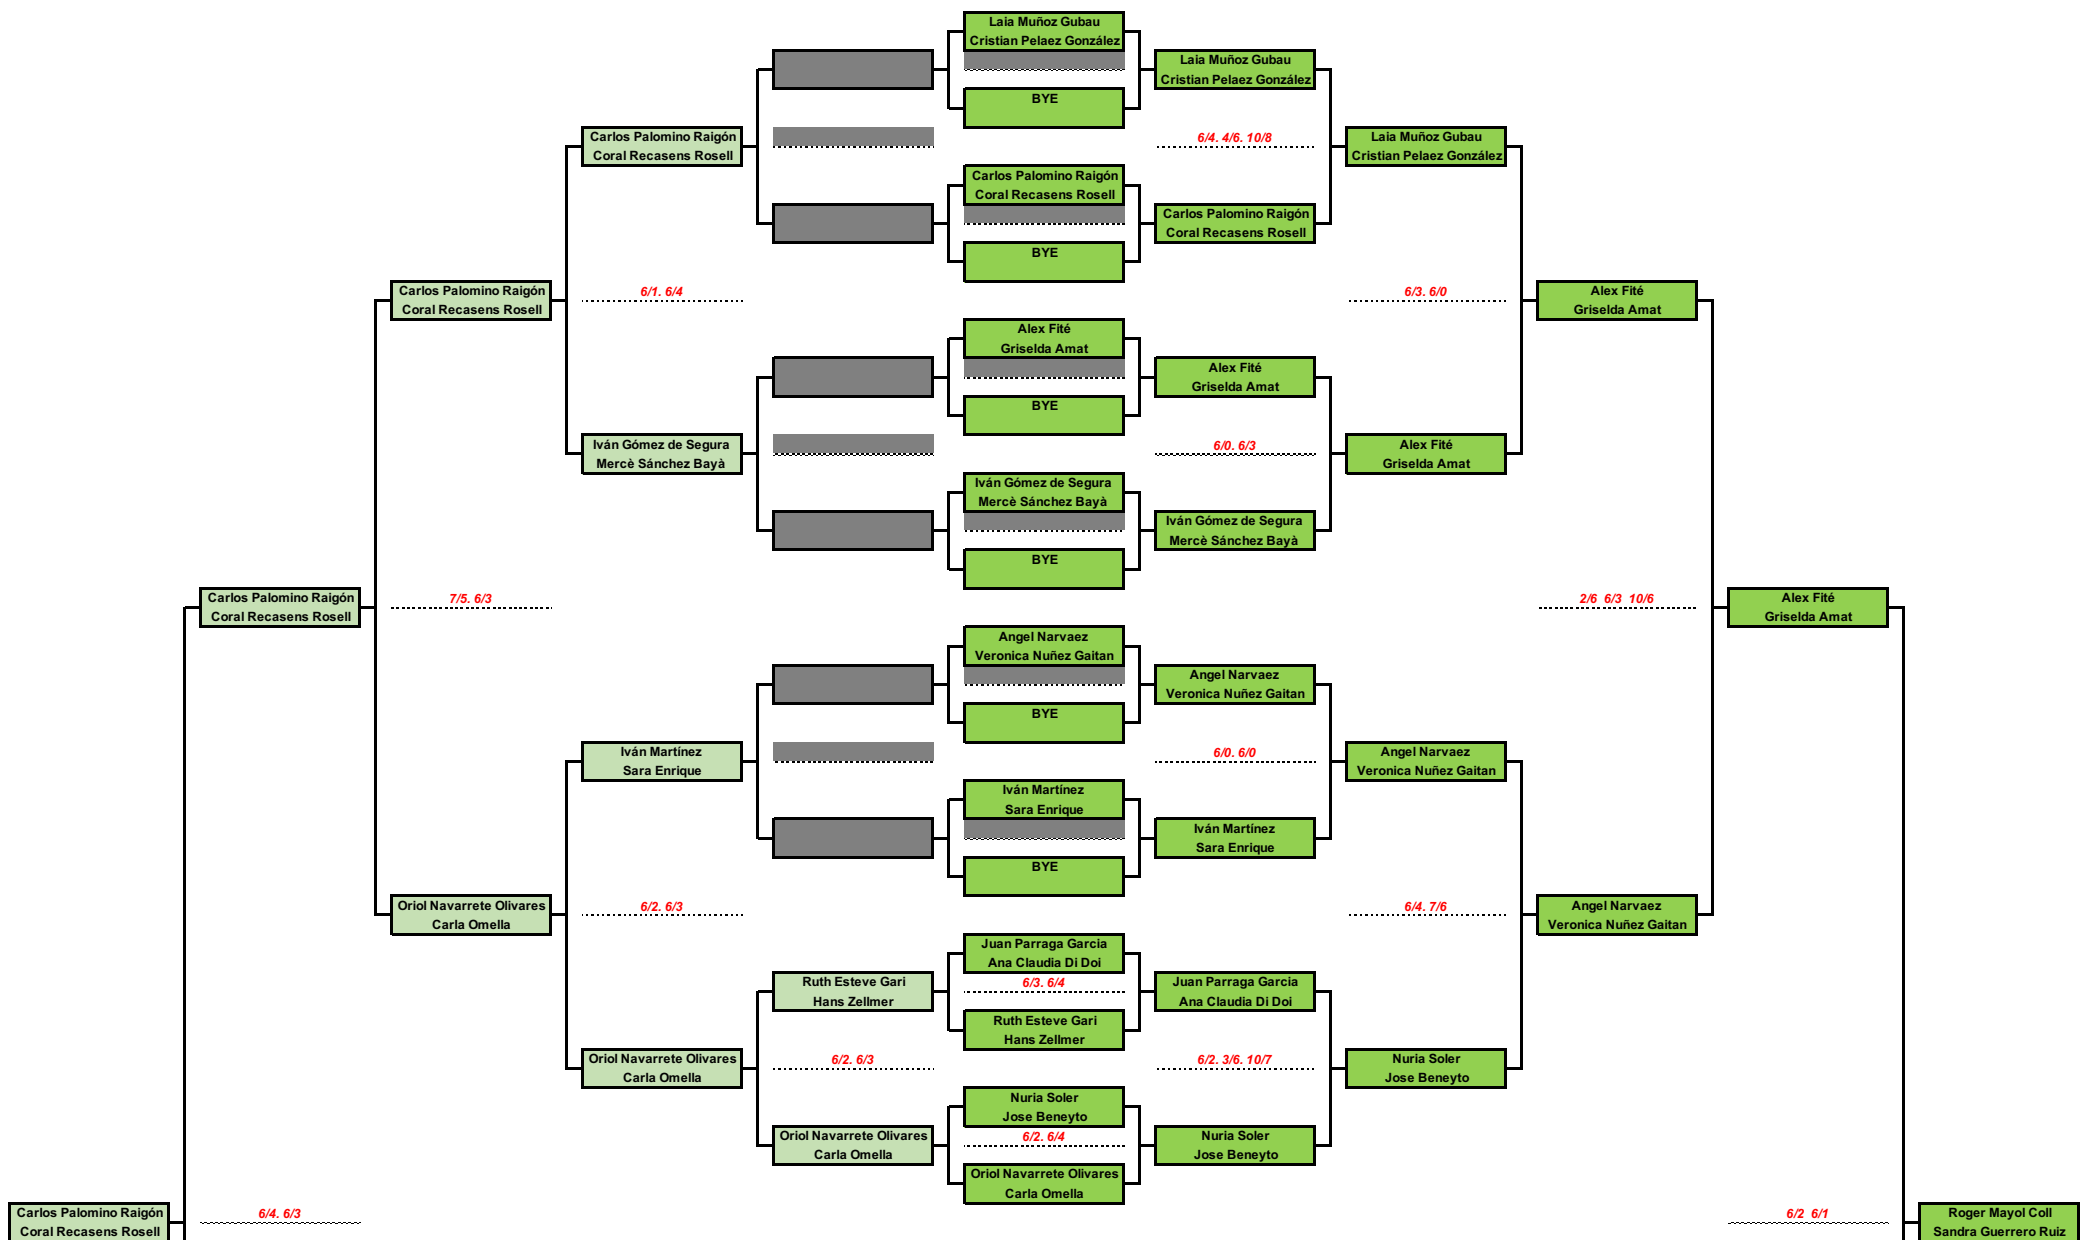 Laia Muñoz Gubau
Cristian Pelaez González
Laia Muñoz Gubau
Cristian Pelaez González
BYE
Carlos Palomino Raigón
Coral Recasens Rosell
6/4. 4/6. 10/8
Laia Muñoz Gubau
Cristian Pelaez González
Carlos Palomino Raigón
Coral Recasens Rosell
Carlos Palomino Raigón
Coral Recasens Rosell
BYE
Carlos Palomino Raigón
Coral Recasens Rosell
6/1. 6/4
6/3. 6/0
Alex Fité
Griselda Amat
Alex Fité
Griselda Amat
Alex Fité
Griselda Amat
BYE
Iván Gómez de Segura
Mercè Sánchez Bayà
6/0. 6/3
Alex Fité
Griselda Amat
Iván Gómez de Segura
Mercè Sánchez Bayà
Iván Gómez de Segura
Mercè Sánchez Bayà
BYE
Carlos Palomino Raigón
Coral Recasens Rosell
7/5. 6/3
2/6 6/3 10/6
Alex Fité
Griselda Amat
Angel Narvaez
Veronica Nuñez Gaitan
Angel Narvaez
Veronica Nuñez Gaitan
BYE
Iván Martínez
Sara Enrique
6/0. 6/0
Angel Narvaez
Veronica Nuñez Gaitan
Iván Martínez
Sara Enrique
Iván Martínez
Sara Enrique
BYE
Oriol Navarrete Olivares
Carla Omella
6/2. 6/3
6/4. 7/6
Angel Narvaez
Veronica Nuñez Gaitan
Juan Parraga Garcia
Ana Claudia Di Doi
Ruth Esteve Gari
Hans Zellmer
6/3. 6/4
Juan Parraga Garcia
Ana Claudia Di Doi
Ruth Esteve Gari
Hans Zellmer
Oriol Navarrete Olivares
Carla Omella
6/2. 6/3
6/2. 3/6. 10/7
Nuria Soler
Jose Beneyto
Nuria Soler
Jose Beneyto
Oriol Navarrete Olivares
Carla Omella
6/2. 6/4
Nuria Soler
Jose Beneyto
Oriol Navarrete Olivares
Carla Omella
Carlos Palomino Raigón
Coral Recasens Rosell
6/4. 6/3
6/2 6/1
Roger Mayol Coll
Sandra Guerrero Ruiz